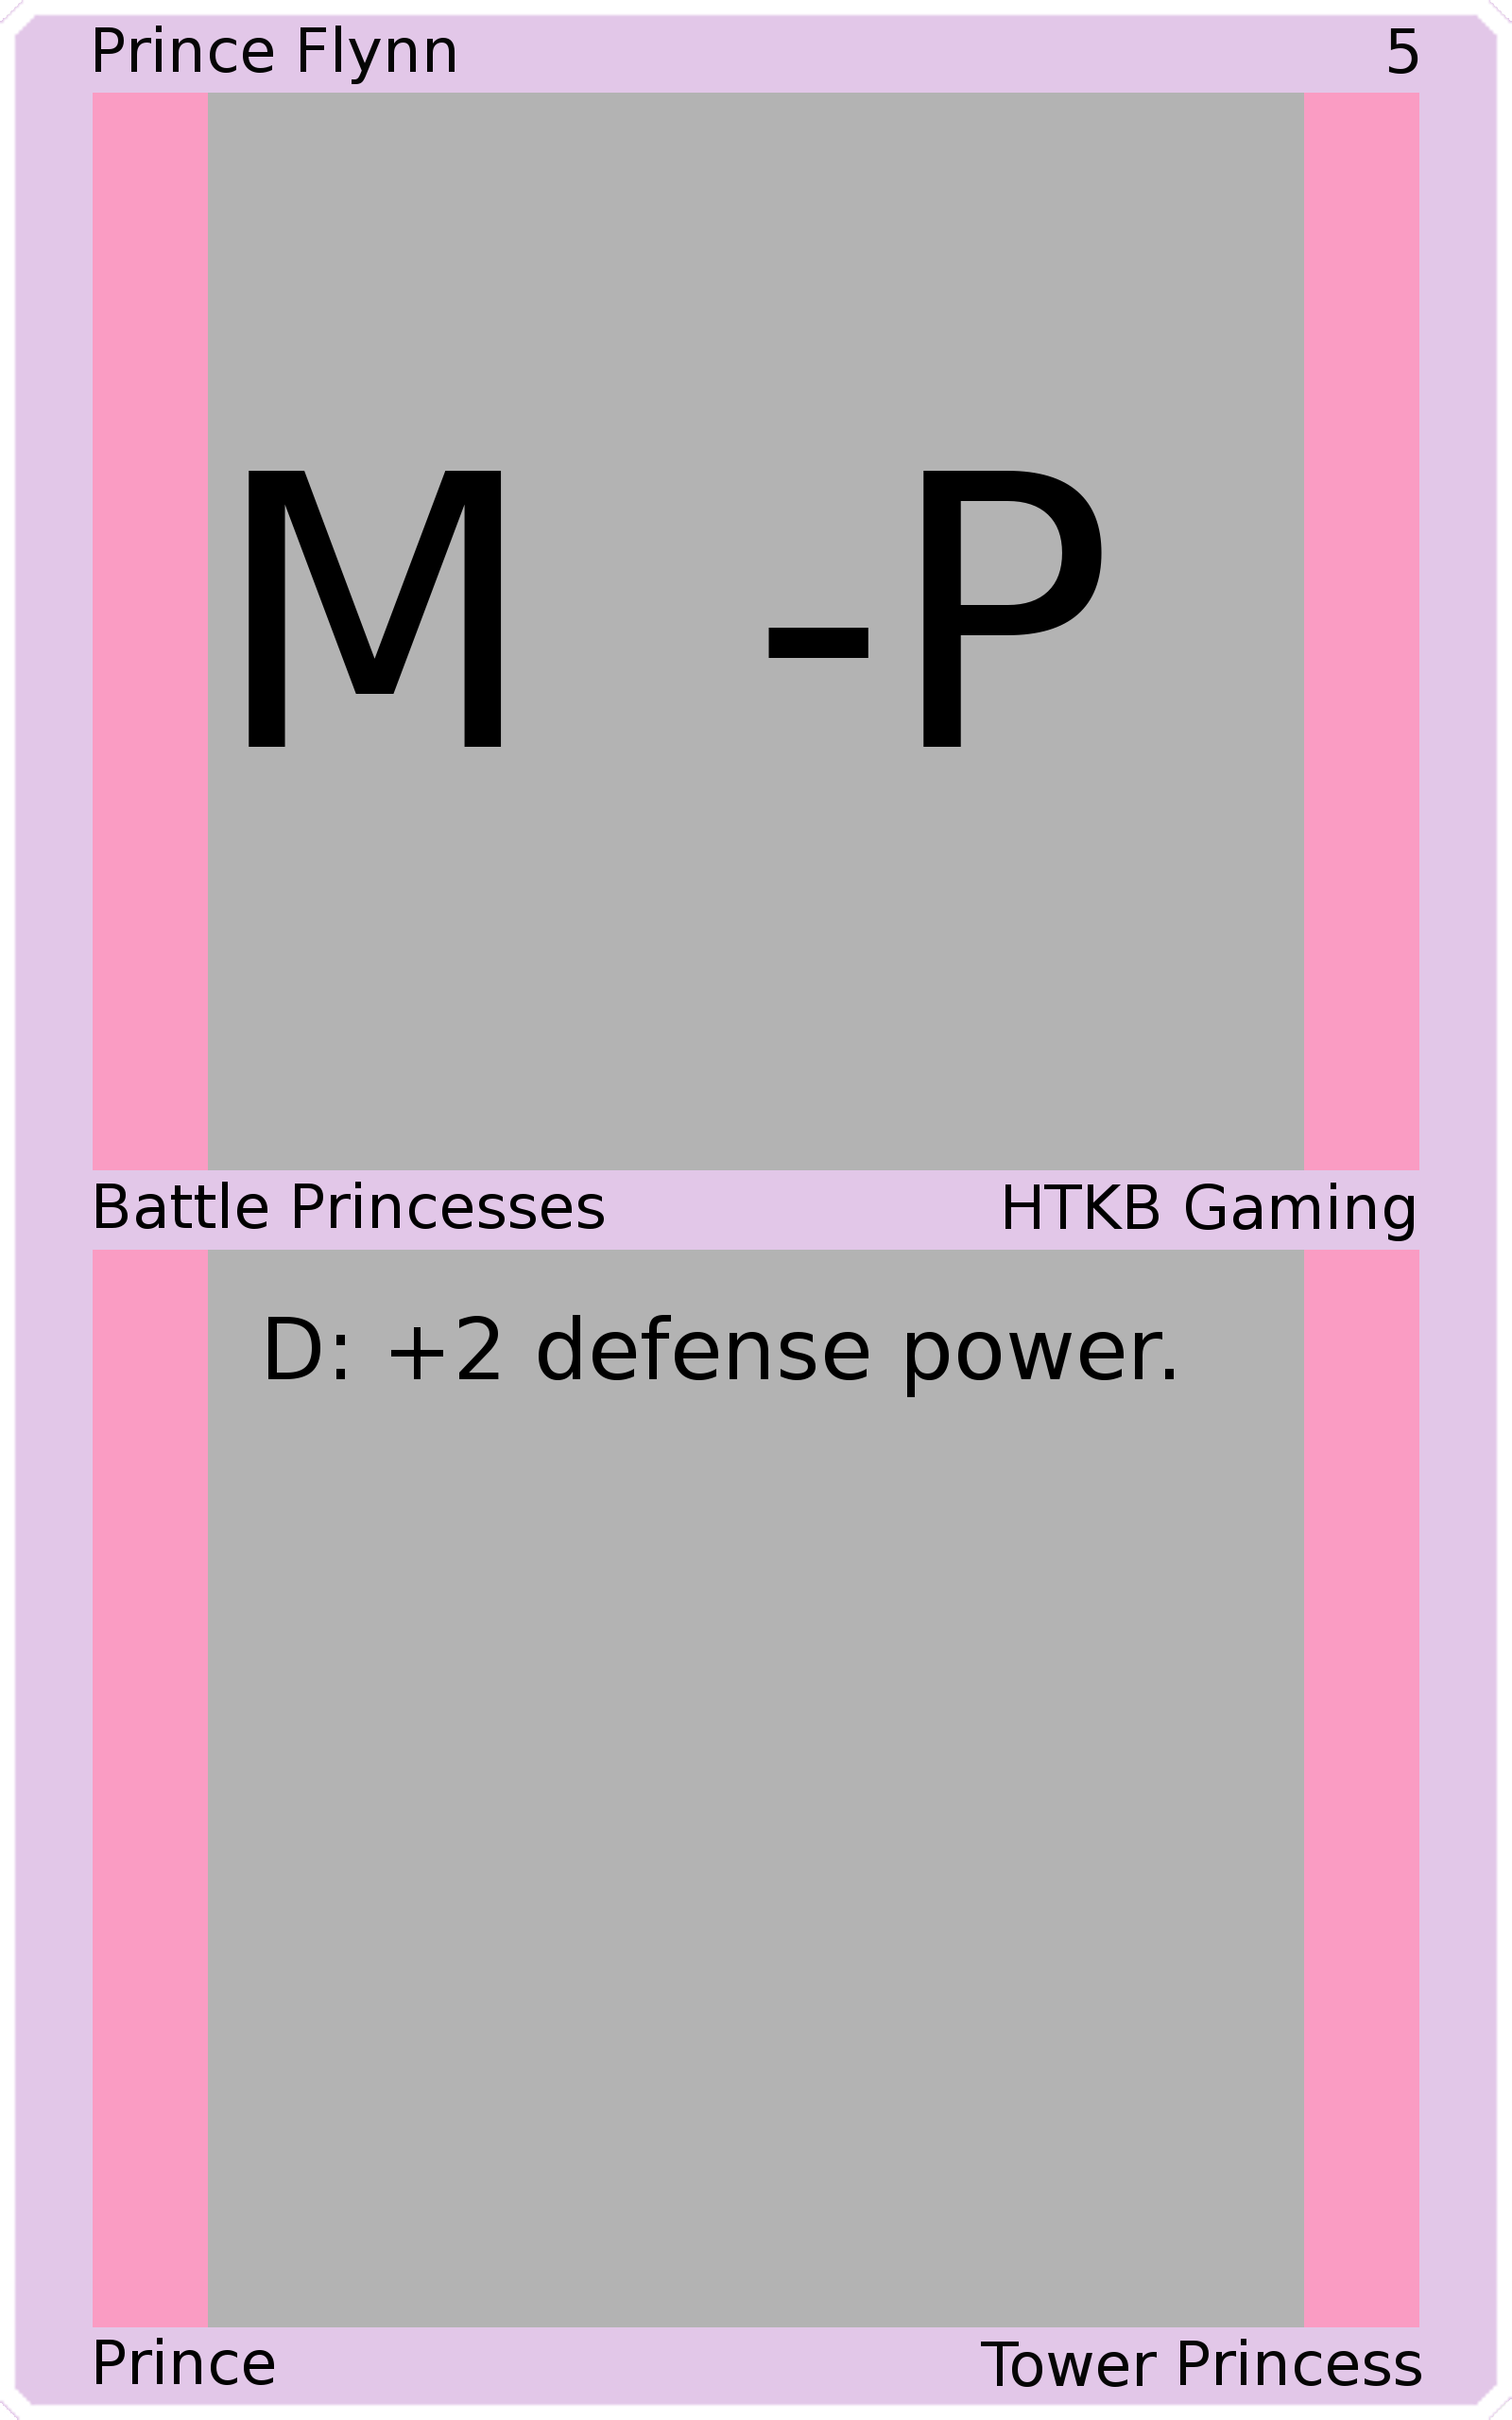 Prince Flynn 5
M -P
Battle Princesses HTKB Gaming
D: +2 defense power.
Prince Tower Princess